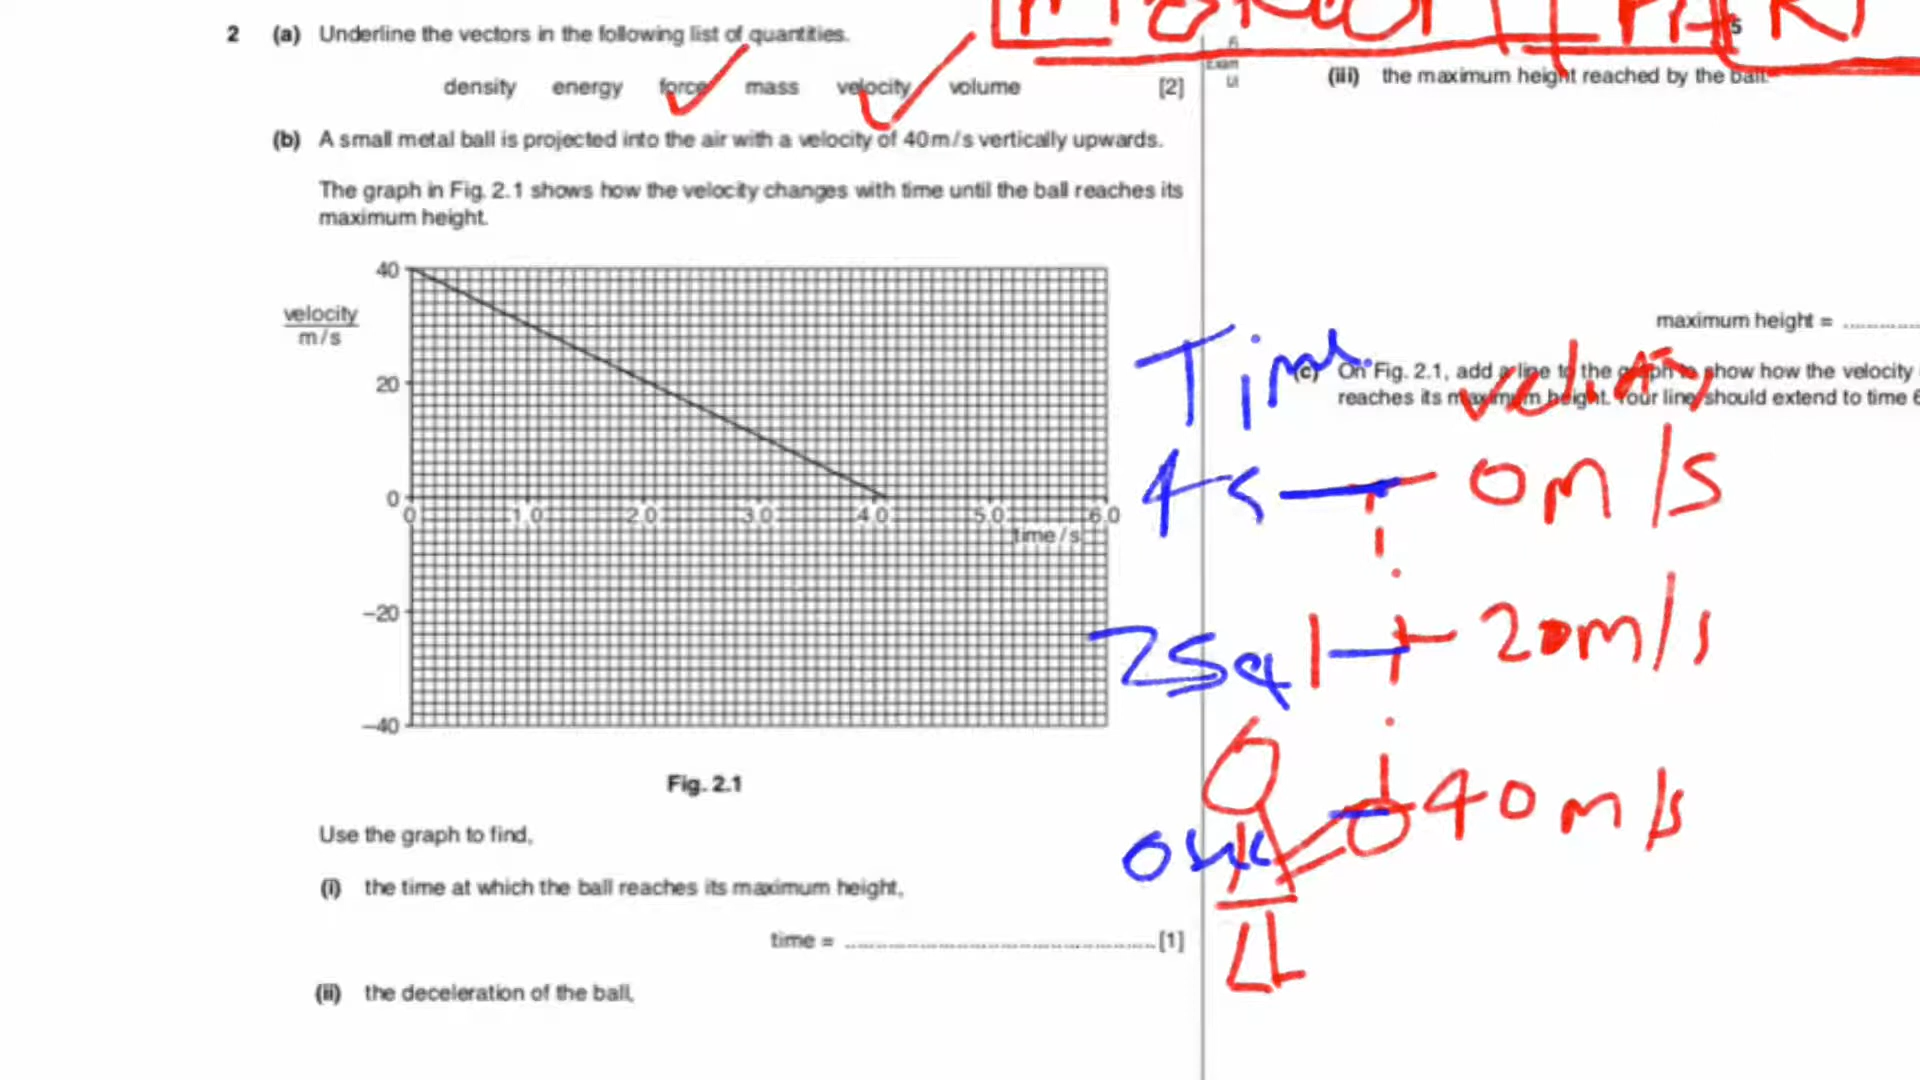 2 (a) Underline the vectors in the following list of quantities.
density energy force mass velocity volume [2]
(b) A small metal ball is projected into the air with a velocity of 40 m/s vertically upwards.
The graph in Fig. 2.1 shows how the velocity changes with time until the ball reaches its
maximum height.
40
velocity
m/s
20
0
0 1.0 2.0 3.0 4.0 5.0 6.0
time/s
–20
–40
Fig. 2.1
Use the graph to find,
(i) the time at which the ball reaches its maximum height,
time = [1]
(ii) the deceleration of the ball,
5
(iii) the maximum height reached by the ball.
maximum height =
(c) On Fig. 2.1, add a line to the graph to show how the velocity
reaches its maximum height. Your line should extend to time 6
Time velocity
4s 0m/s
20m/s
40m/s